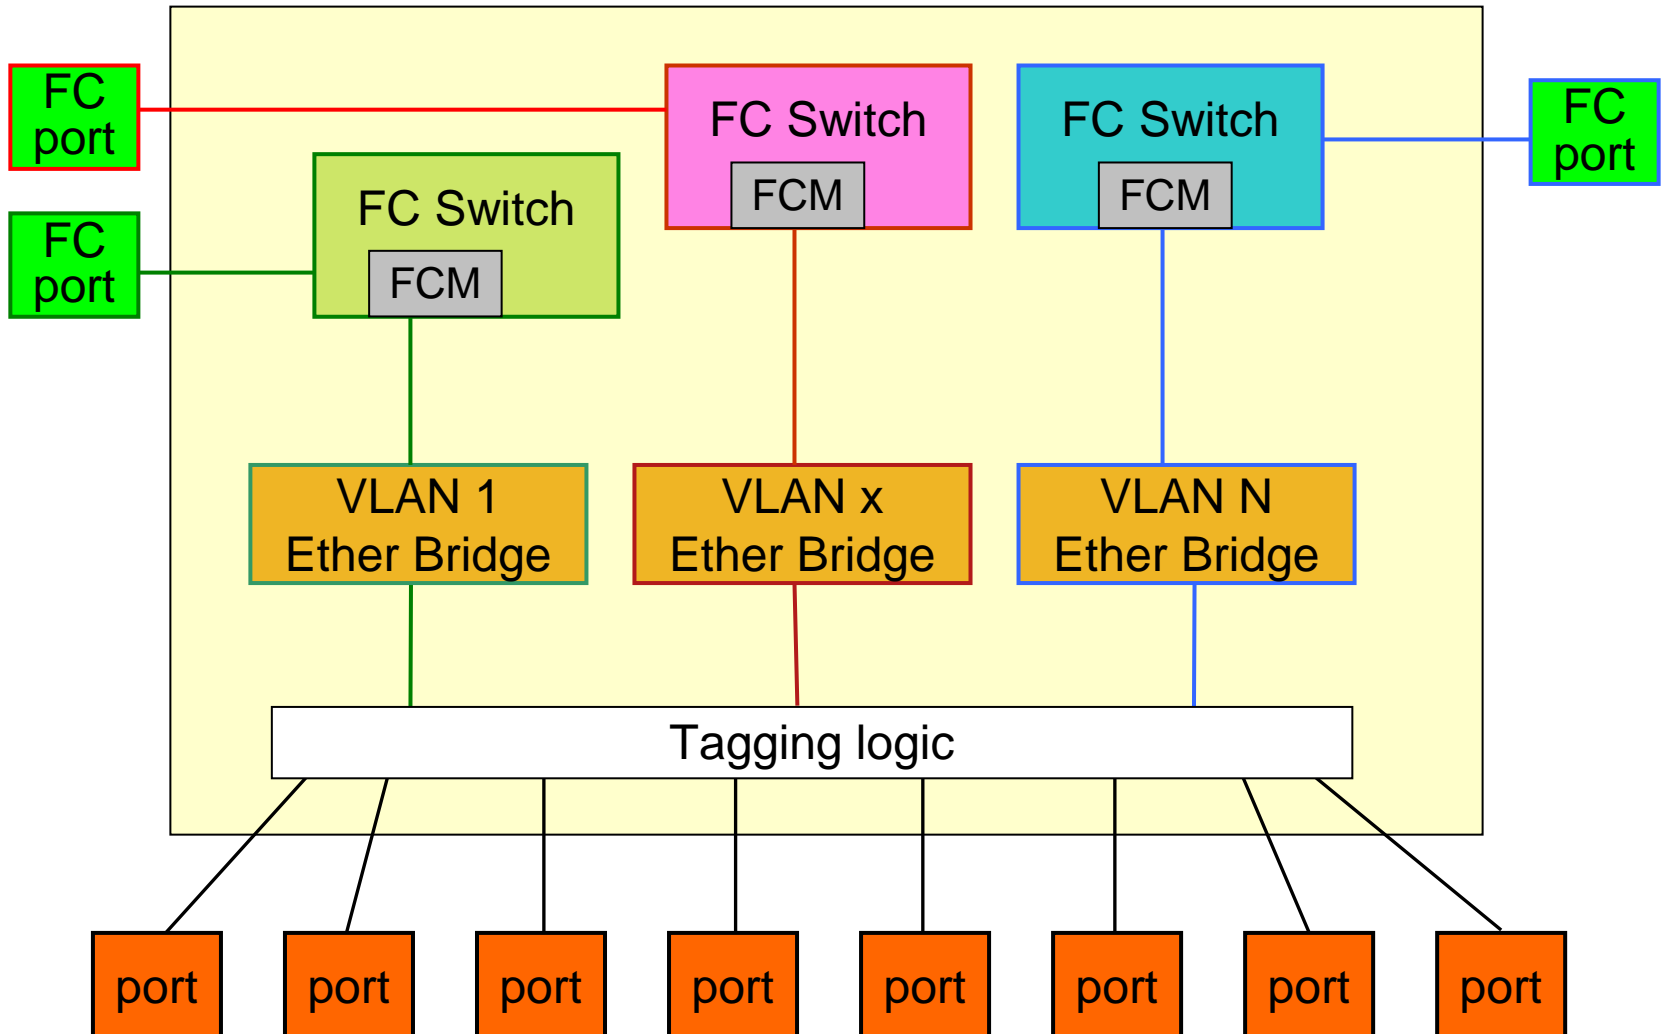 FC
port
FC Switch
FCM
FC Switch
FCM
FC
port
FC
port
FC Switch
FCM
VLAN 1
Ether Bridge
VLAN x
Ether Bridge
VLAN N
Ether Bridge
Tagging logic
port
port
port
port
port
port
port
port